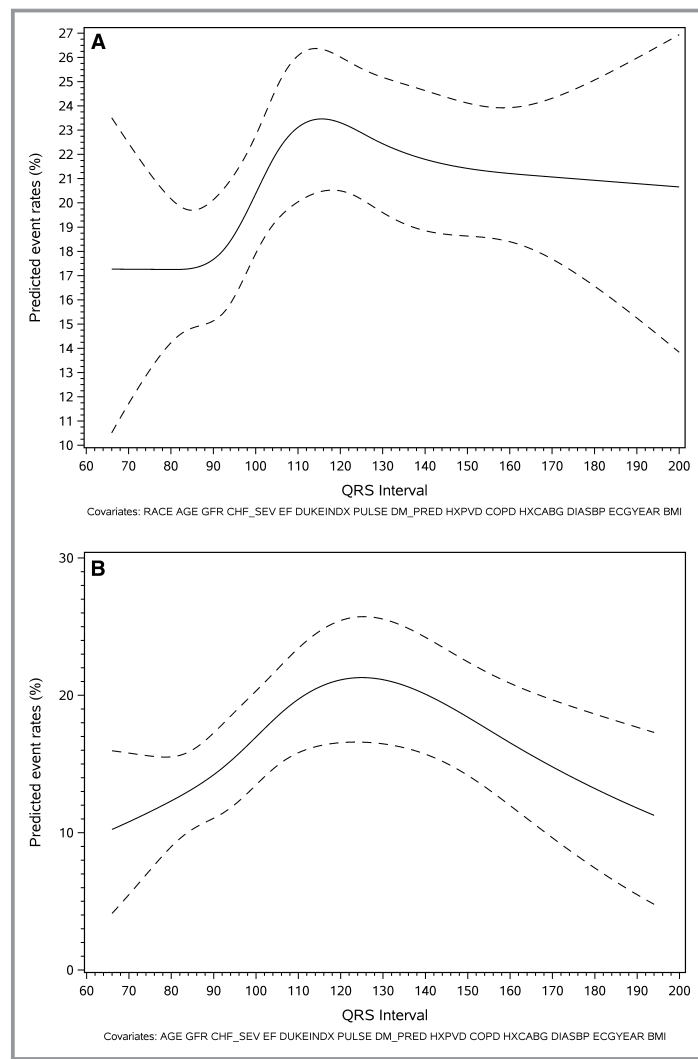 A
27
26
25
24
23
22
21
20
19
18
17
16
15
14
13
12
11
10
Predicted event rates (%)
60 70 80 90 100 110 120 130 140 150 160 170 180 190 200
QRS Interval
Covariates: RACE AGE GFR CHF_SEV EF DUKEINDX PULSE DM_PRED HXPVD COPD HXCABG DIASBP ECGYEAR BMI
B
30
20
10
0
Predicted event rates (%)
60 70 80 90 100 110 120 130 140 150 160 170 180 190 200
QRS Interval
Covariates: AGE GFR CHF_SEV EF DUKEINDX PULSE DM_PRED HXPVD COPD HXCABG DIASBP ECGYEAR BMI